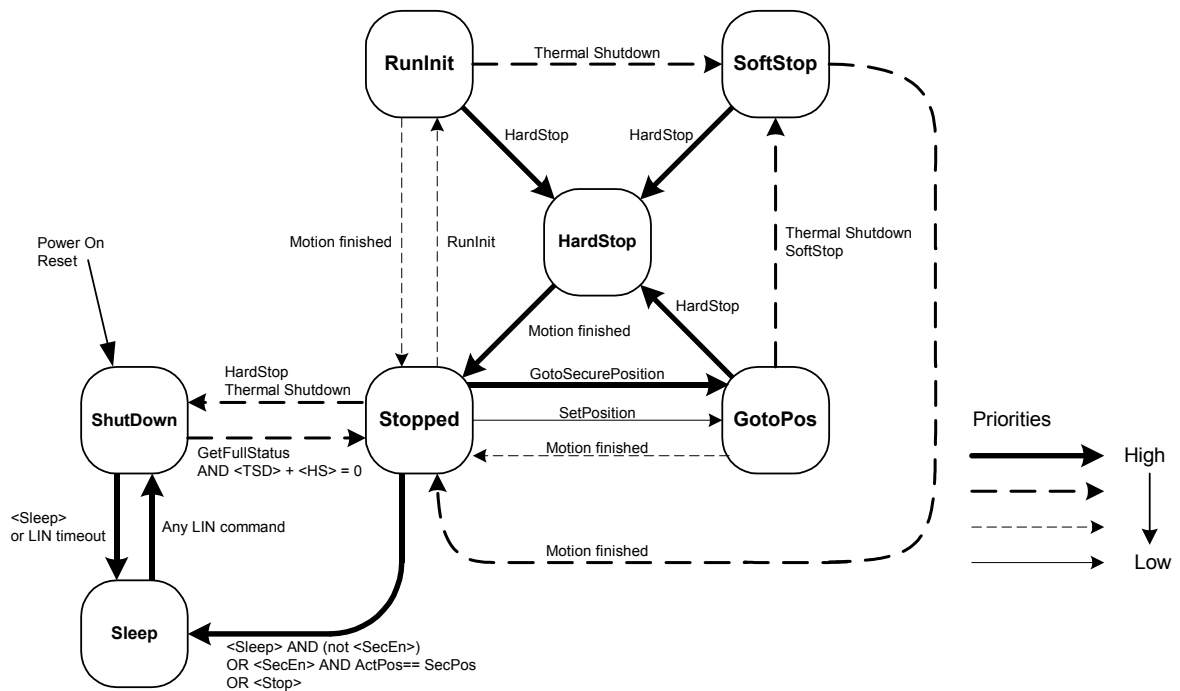 RunInit
Thermal Shutdown
SoftStop
HardStop
HardStop
HardStop
Thermal Shutdown
SoftStop
Motion finished
RunInit
Power On
Reset
HardStop
Motion finished
HardStop
Thermal Shutdown
GotoSecurePosition
ShutDown
Stopped
SetPosition
GotoPos
Priorities
Motion finished
GetFullStatus
AND <TSD> + <HS> = 0
High
<Sleep>
or LIN timeout
Any LIN command
Motion finished
Low
Sleep
<Sleep> AND (not <SecEn>)
OR <SecEn> AND ActPos== SecPos
OR <Stop>